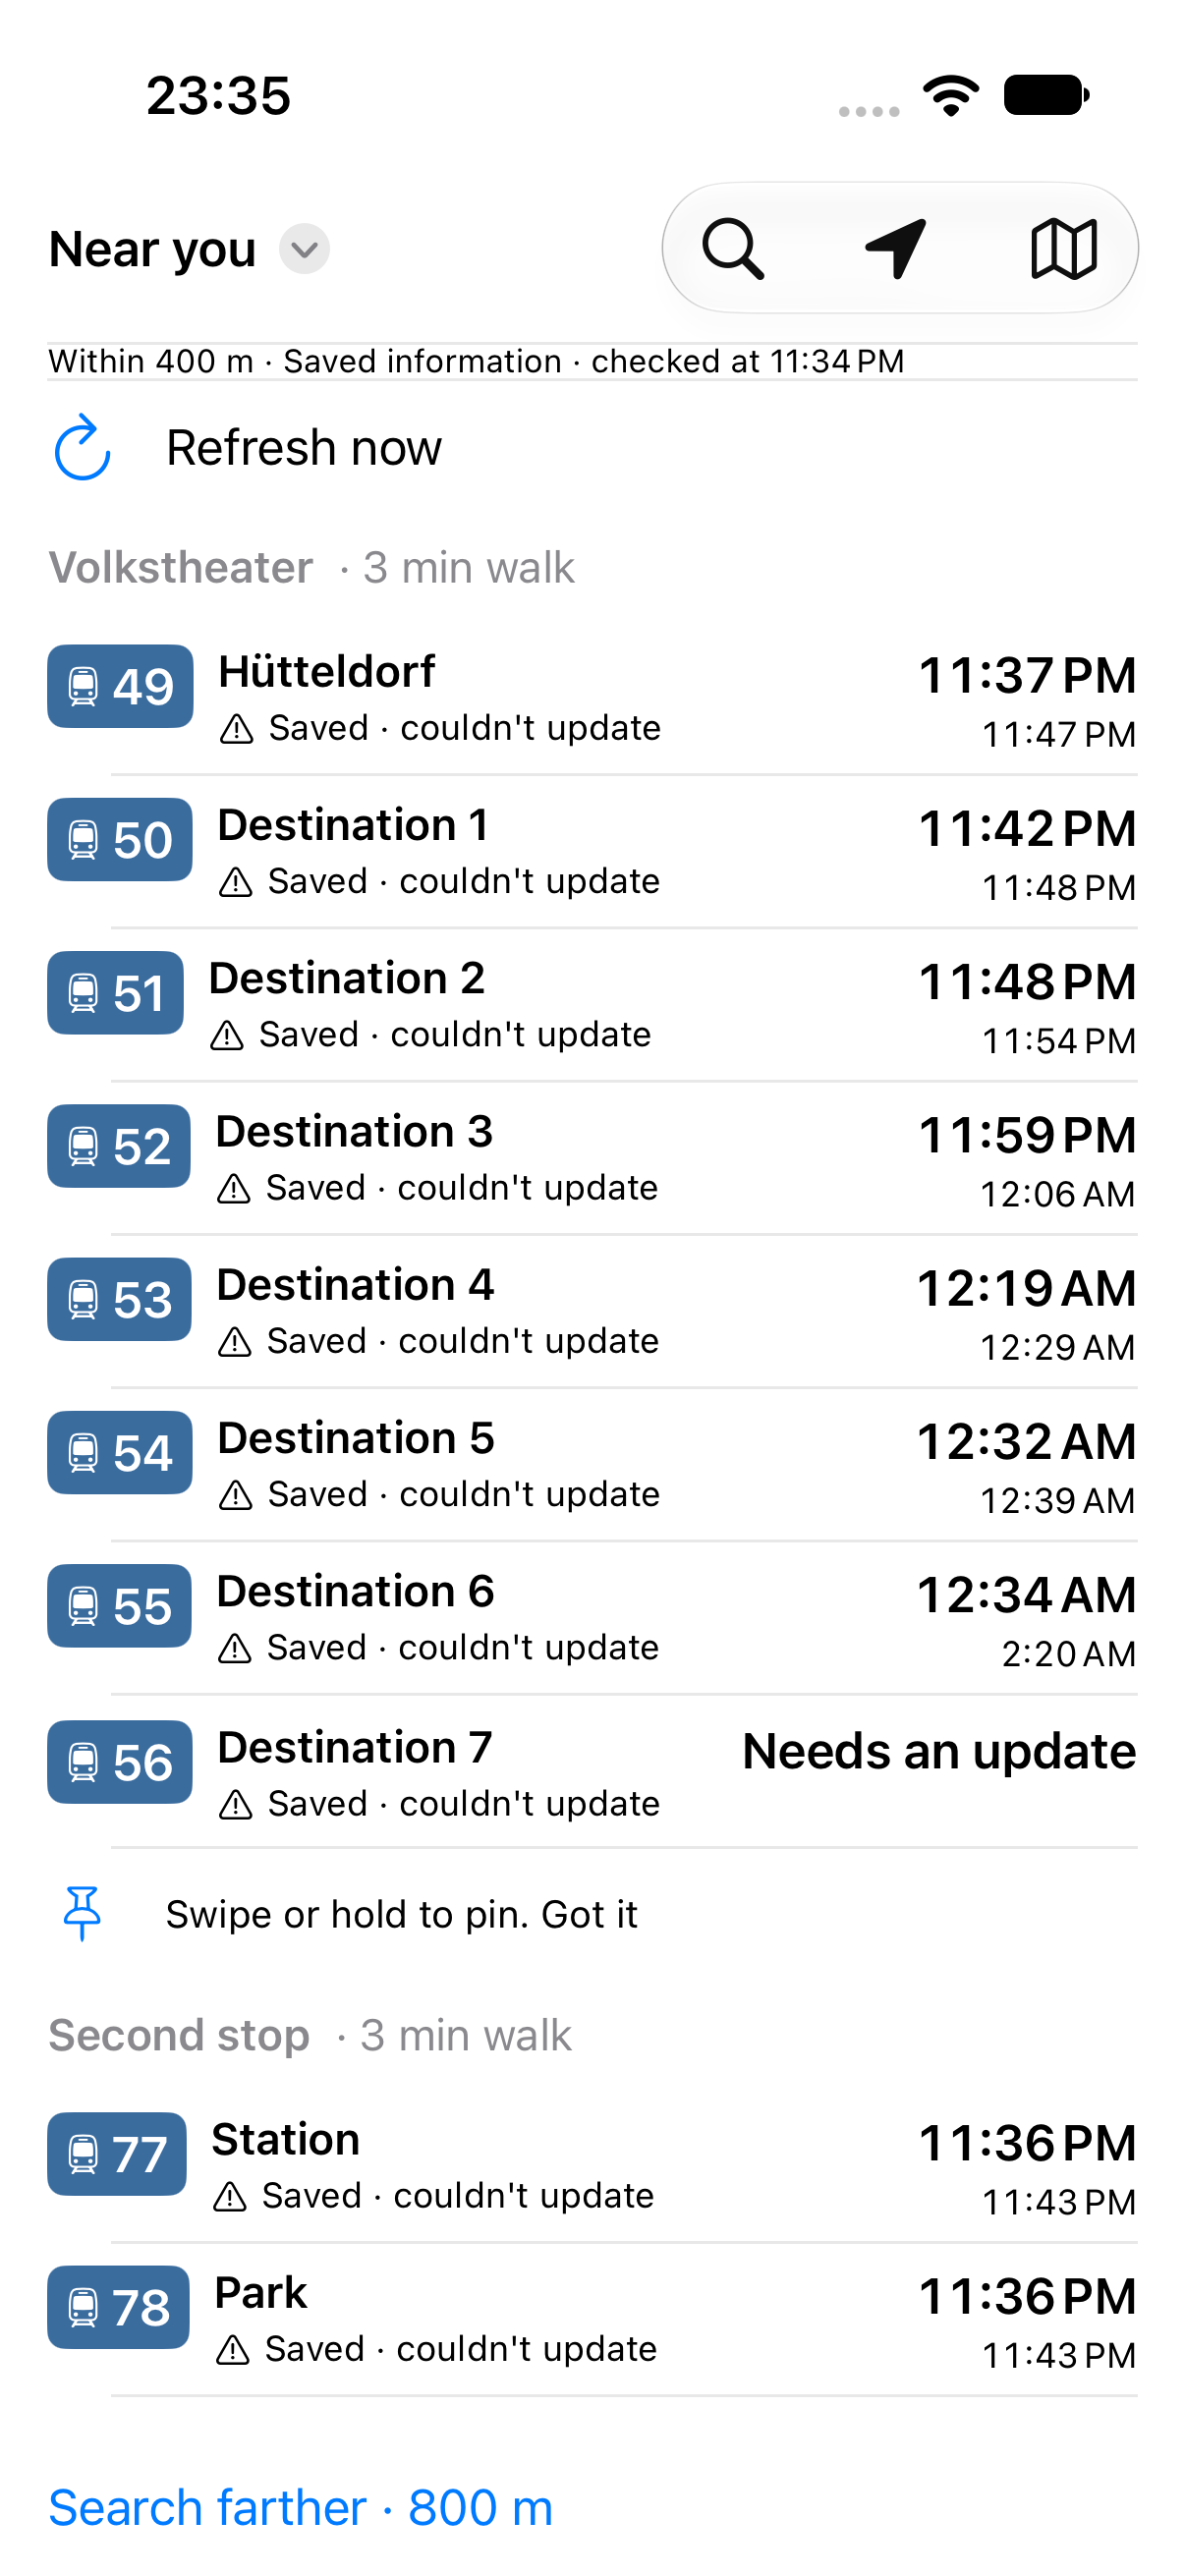 23:35
Near you
Within 400 m · Saved information · checked at 11:34 PM
Refresh now
Volkstheater · 3 min walk
49 Hütteldorf 11:37 PM
Saved · couldn't update 11:47 PM
50 Destination 1 11:42 PM
Saved · couldn't update 11:48 PM
51 Destination 2 11:48 PM
Saved · couldn't update 11:54 PM
52 Destination 3 11:59 PM
Saved · couldn't update 12:06 AM
53 Destination 4 12:19 AM
Saved · couldn't update 12:29 AM
54 Destination 5 12:32 AM
Saved · couldn't update 12:39 AM
55 Destination 6 12:34 AM
Saved · couldn't update 2:20 AM
56 Destination 7 Needs an update
Saved · couldn't update
Swipe or hold to pin. Got it
Second stop · 3 min walk
77 Station 11:36 PM
Saved · couldn't update 11:43 PM
78 Park 11:36 PM
Saved · couldn't update 11:43 PM
Search farther · 800 m